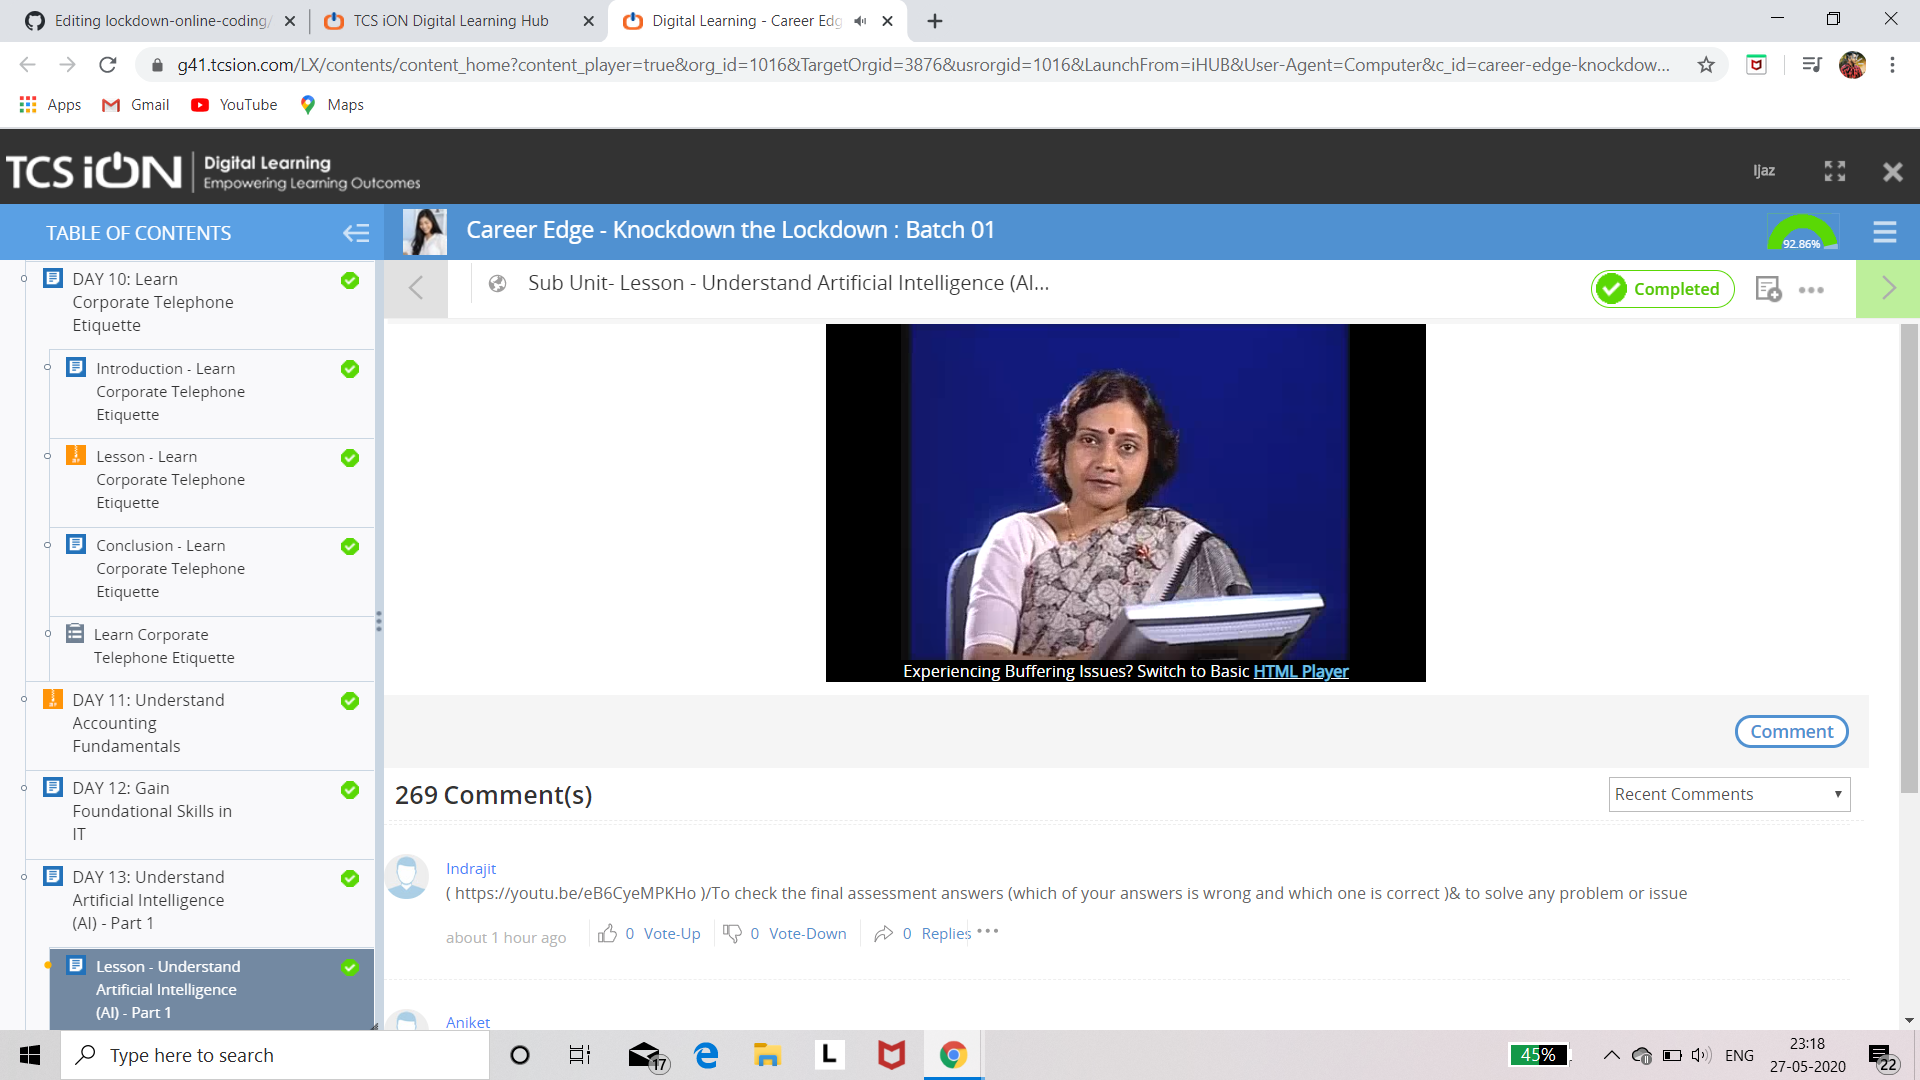 Editing lockdown-online-coding/
TCS iON Digital Learning Hub
Digital Learning - Career Edg
g41.tcsion.com/LX/contents/content_home?content_player=true&org_id=1016&TargetOrgid=3876&usrorgid=1016&LaunchFrom=iHUB&User-Agent=Computer&c_id=career-edge-knockdow...
Apps
Gmail
YouTube
Maps
TCS iON
Digital Learning
Empowering Learning Outcomes
Ijaz
TABLE OF CONTENTS
Career Edge - Knockdown the Lockdown : Batch 01
92.86%
DAY 10: Learn
Corporate Telephone
Etiquette
Introduction - Learn
Corporate Telephone
Etiquette
Lesson - Learn
Corporate Telephone
Etiquette
Conclusion - Learn
Corporate Telephone
Etiquette
Learn Corporate
Telephone Etiquette
DAY 11: Understand
Accounting
Fundamentals
DAY 12: Gain
Foundational Skills in
IT
DAY 13: Understand
Artificial Intelligence
(AI) - Part 1
Lesson - Understand
Artificial Intelligence
(AI) - Part 1
Sub Unit- Lesson - Understand Artificial Intelligence (AI...
Completed
Experiencing Buffering Issues? Switch to Basic HTML Player
Comment
269 Comment(s)
Recent Comments
Indrajit
( https://youtu.be/eB6CyeMPKHo )/To check the final assessment answers (which of your answers is wrong and which one is correct )& to solve any problem or issue
about 1 hour ago
0 Vote-Up
0 Vote-Down
0 Replies
Aniket
Type here to search
17
L
45%
ENG
23:18
27-05-2020
22